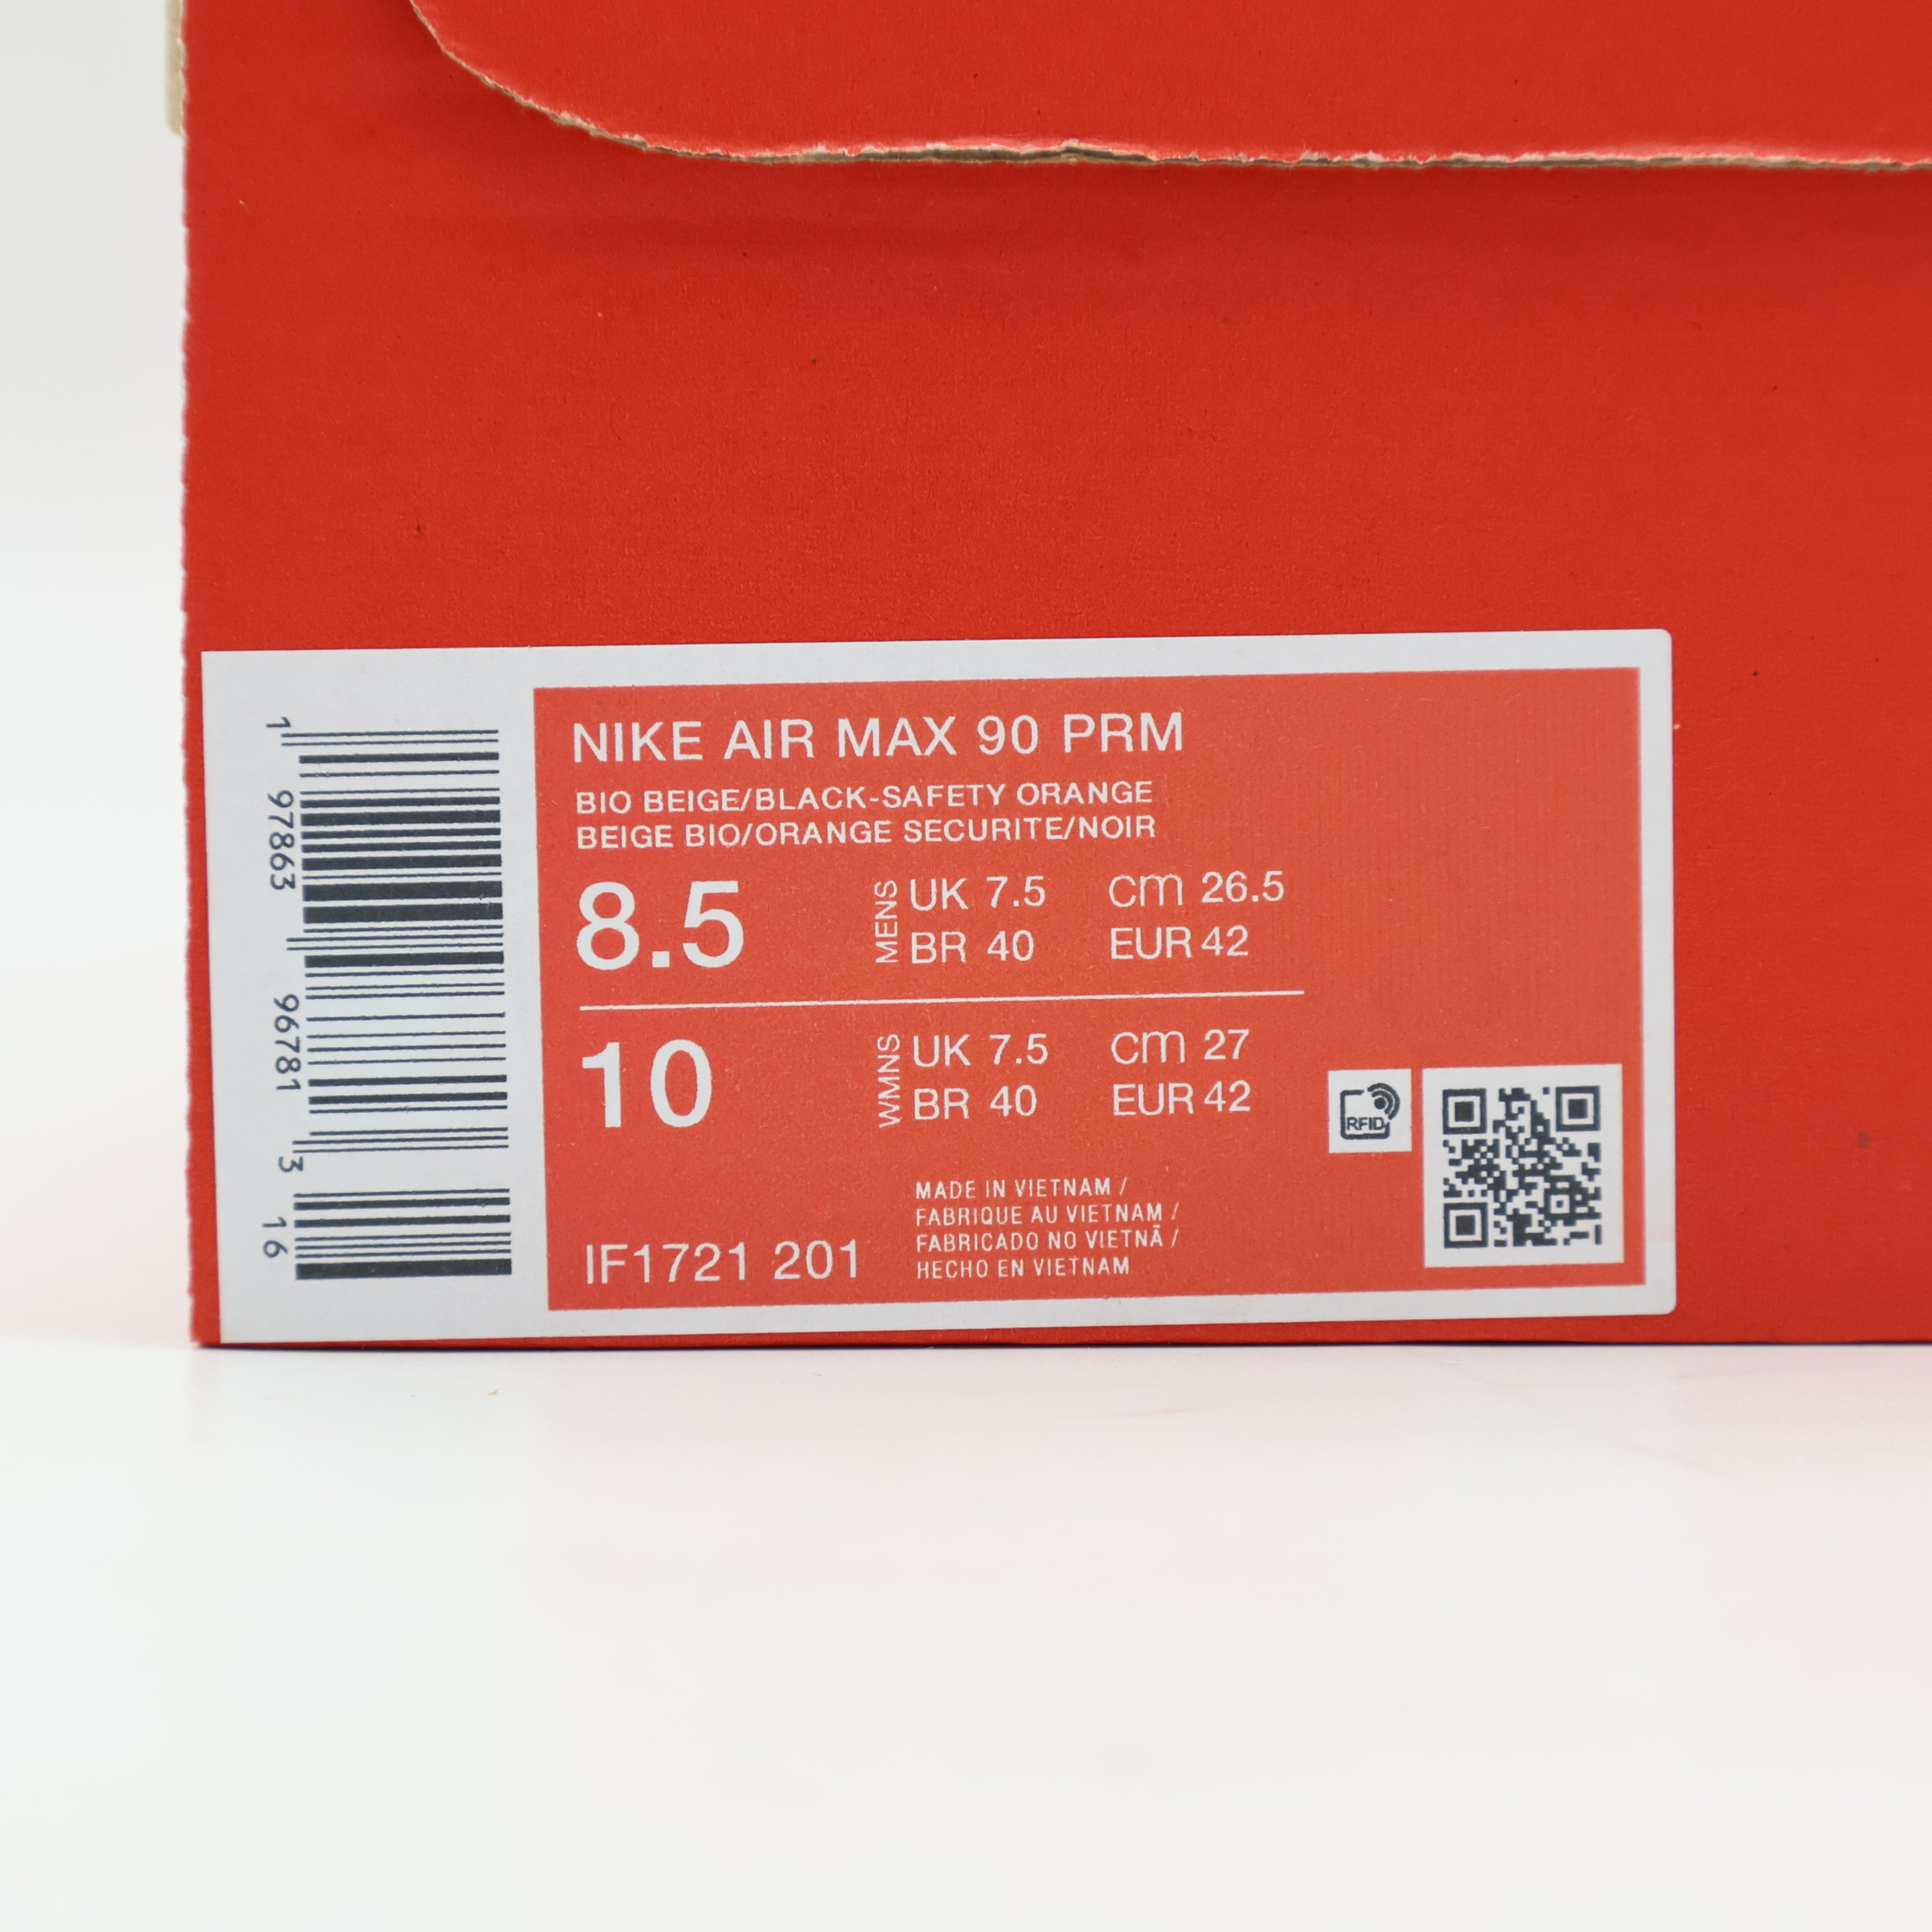 1 97863 96781 3 16
NIKE AIR MAX 90 PRM
BIO BEIGE/BLACK-SAFETY ORANGE
BEIGE BIO/ORANGE SECURITE/NOIR
8.5 MENS UK 7.5 cm 26.5
BR 40 EUR 42
10 WMNS UK 7.5 cm 27
BR 40 EUR 42
RFID
MADE IN VIETNAM /
FABRIQUE AU VIETNAM /
FABRICADO NO VIETNÃ /
HECHO EN VIETNAM
IF1721 201